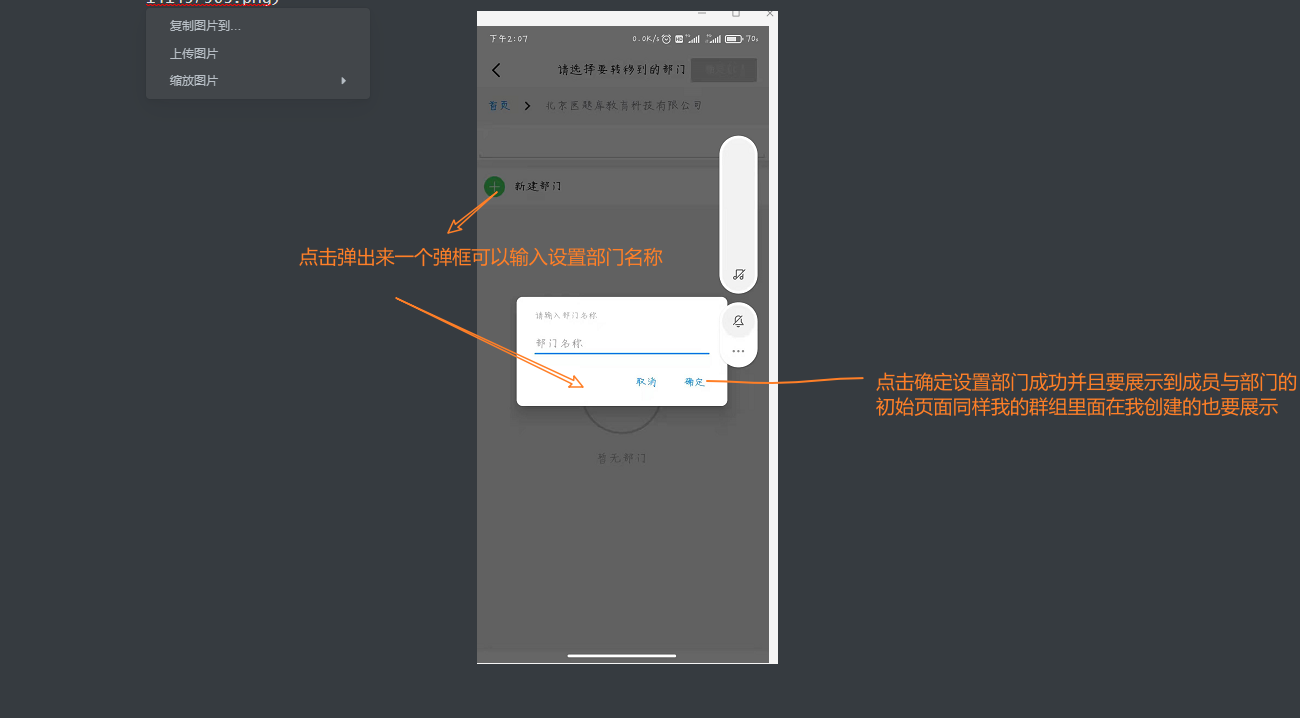 复制图片到...
上传图片
缩放图片
下午2:07
0.0K/s
70
请选择要转移到的部门
首页
北京医题库教育科技有限公司
新建部门
点击弹出来一个弹框可以输入设置部门名称
请输入部门名称
部门名称
取消 确定
点击确定设置部门成功并且要展示到成员与部门的
初始页面同样我的群组里面在我创建的也要展示
暂无部门